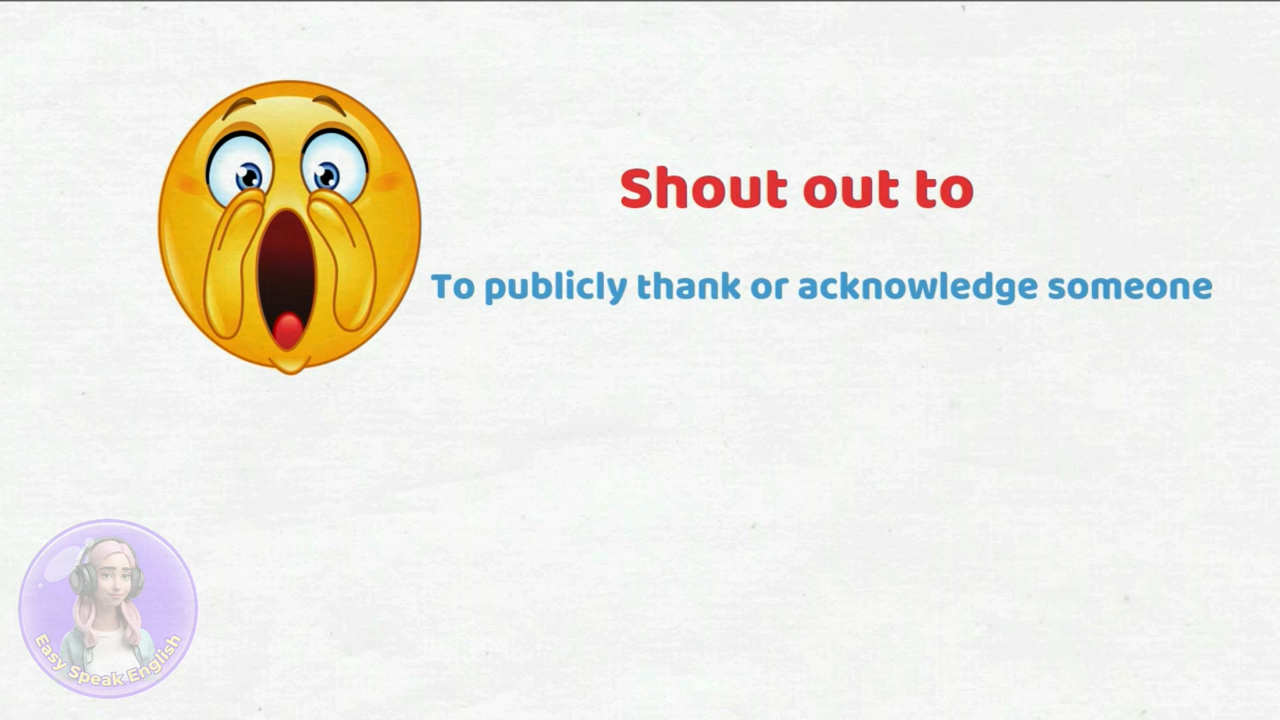 Shout out to
To publicly thank or acknowledge someone
Easy Speak English